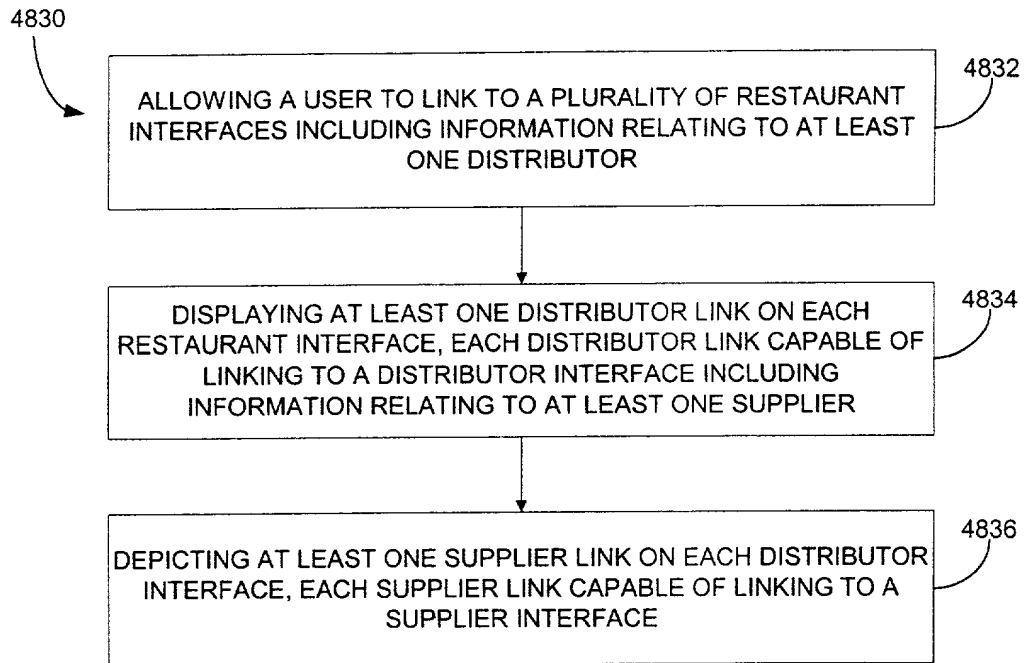 4830
4832
ALLOWING A USER TO LINK TO A PLURALITY OF RESTAURANT
INTERFACES INCLUDING INFORMATION RELATING TO AT LEAST
ONE DISTRIBUTOR
4834
DISPLAYING AT LEAST ONE DISTRIBUTOR LINK ON EACH
RESTAURANT INTERFACE, EACH DISTRIBUTOR LINK CAPABLE OF
LINKING TO A DISTRIBUTOR INTERFACE INCLUDING
INFORMATION RELATING TO AT LEAST ONE SUPPLIER
4836
DEPICTING AT LEAST ONE SUPPLIER LINK ON EACH DISTRIBUTOR
INTERFACE, EACH SUPPLIER LINK CAPABLE OF LINKING TO A
SUPPLIER INTERFACE